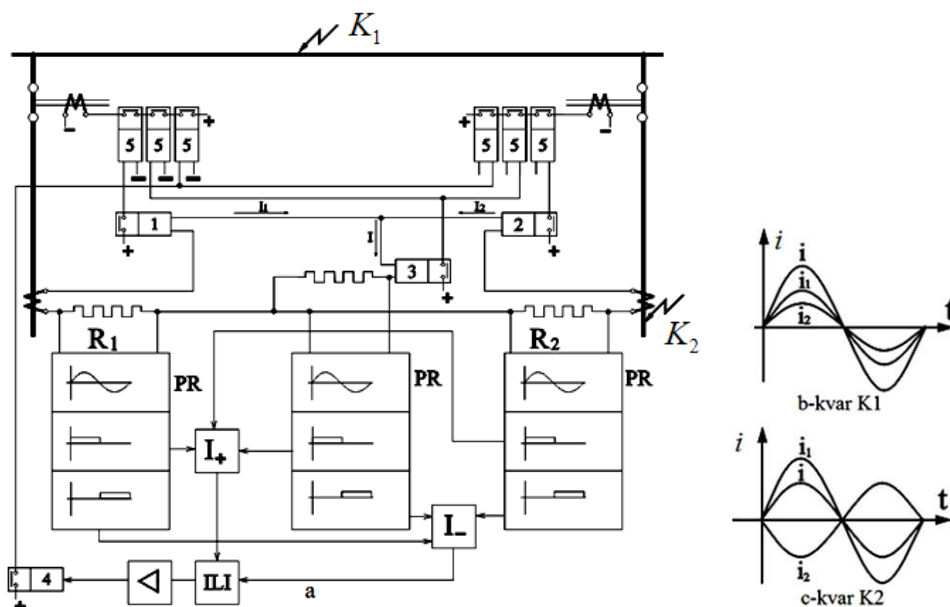 K₁
+ +
5 5 5 5 5 5
I₁ I₂
1 2
I
3
+ + +
R₁ R₂ K₂
PR PR PR
I₊
I₋
4 ILI a
+
i
i
i₁
i₂
t
b-kvar K1
i
i₁
i
t
i₂
c-kvar K2